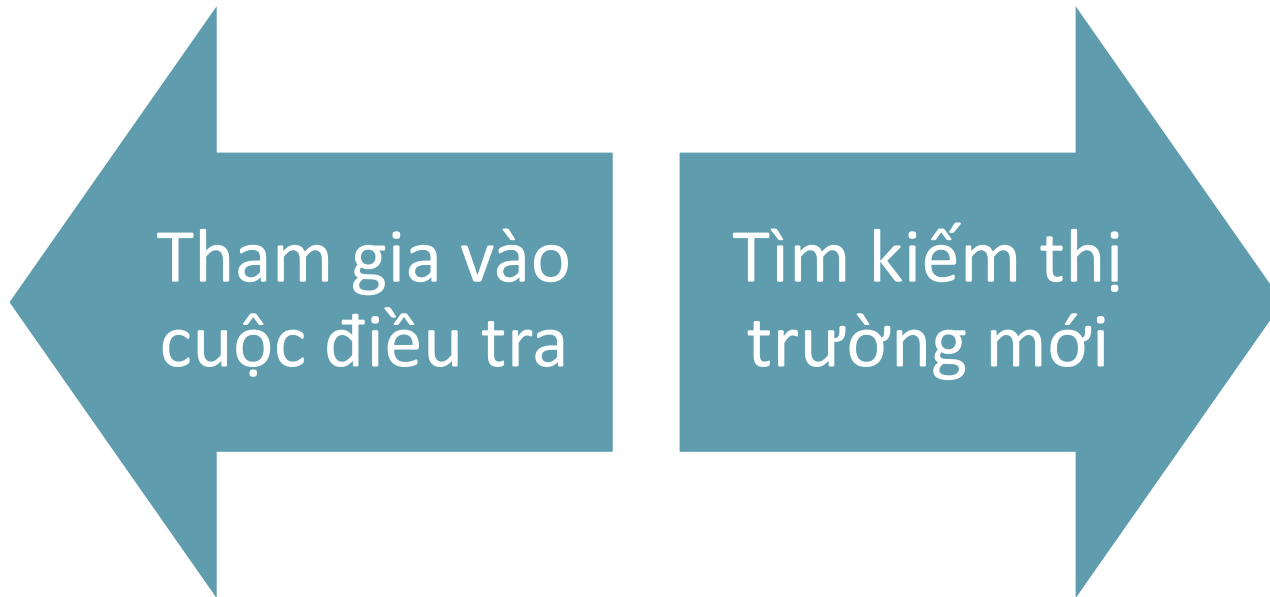 Tham gia vào
cuộc điều tra
Tìm kiếm thị
trường mới